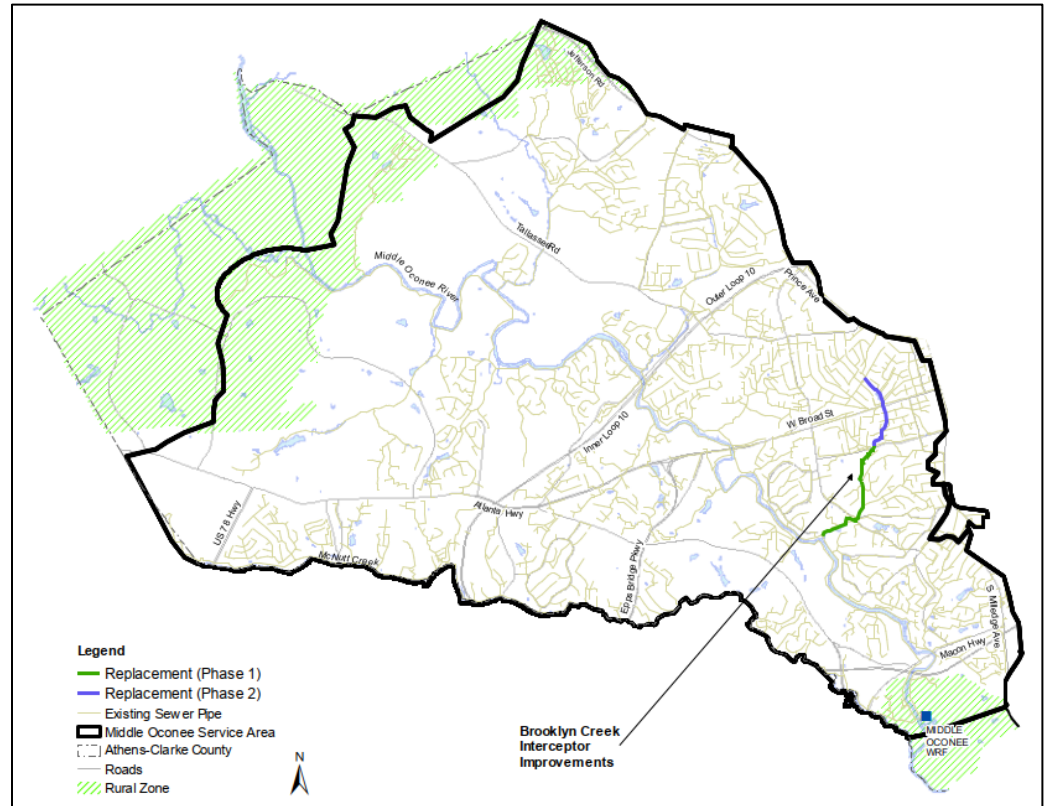 Jefferson Rd
Tallassee Rd
Middle Oconee River
Outer Loop 10
Prince Ave
W Broad St
Inner Loop 10
Atlanta Hwy
US 78 Hwy
McNutt Creek
Epps Bridge Pkwy
S Milledge Ave
Macon Hwy
MIDDLE
OCONEE
WRF
Brooklyn Creek
Interceptor
Improvements
Legend
Replacement (Phase 1)
Replacement (Phase 2)
Existing Sewer Pipe
Middle Oconee Service Area
Athens-Clarke County
Roads
Rural Zone
N